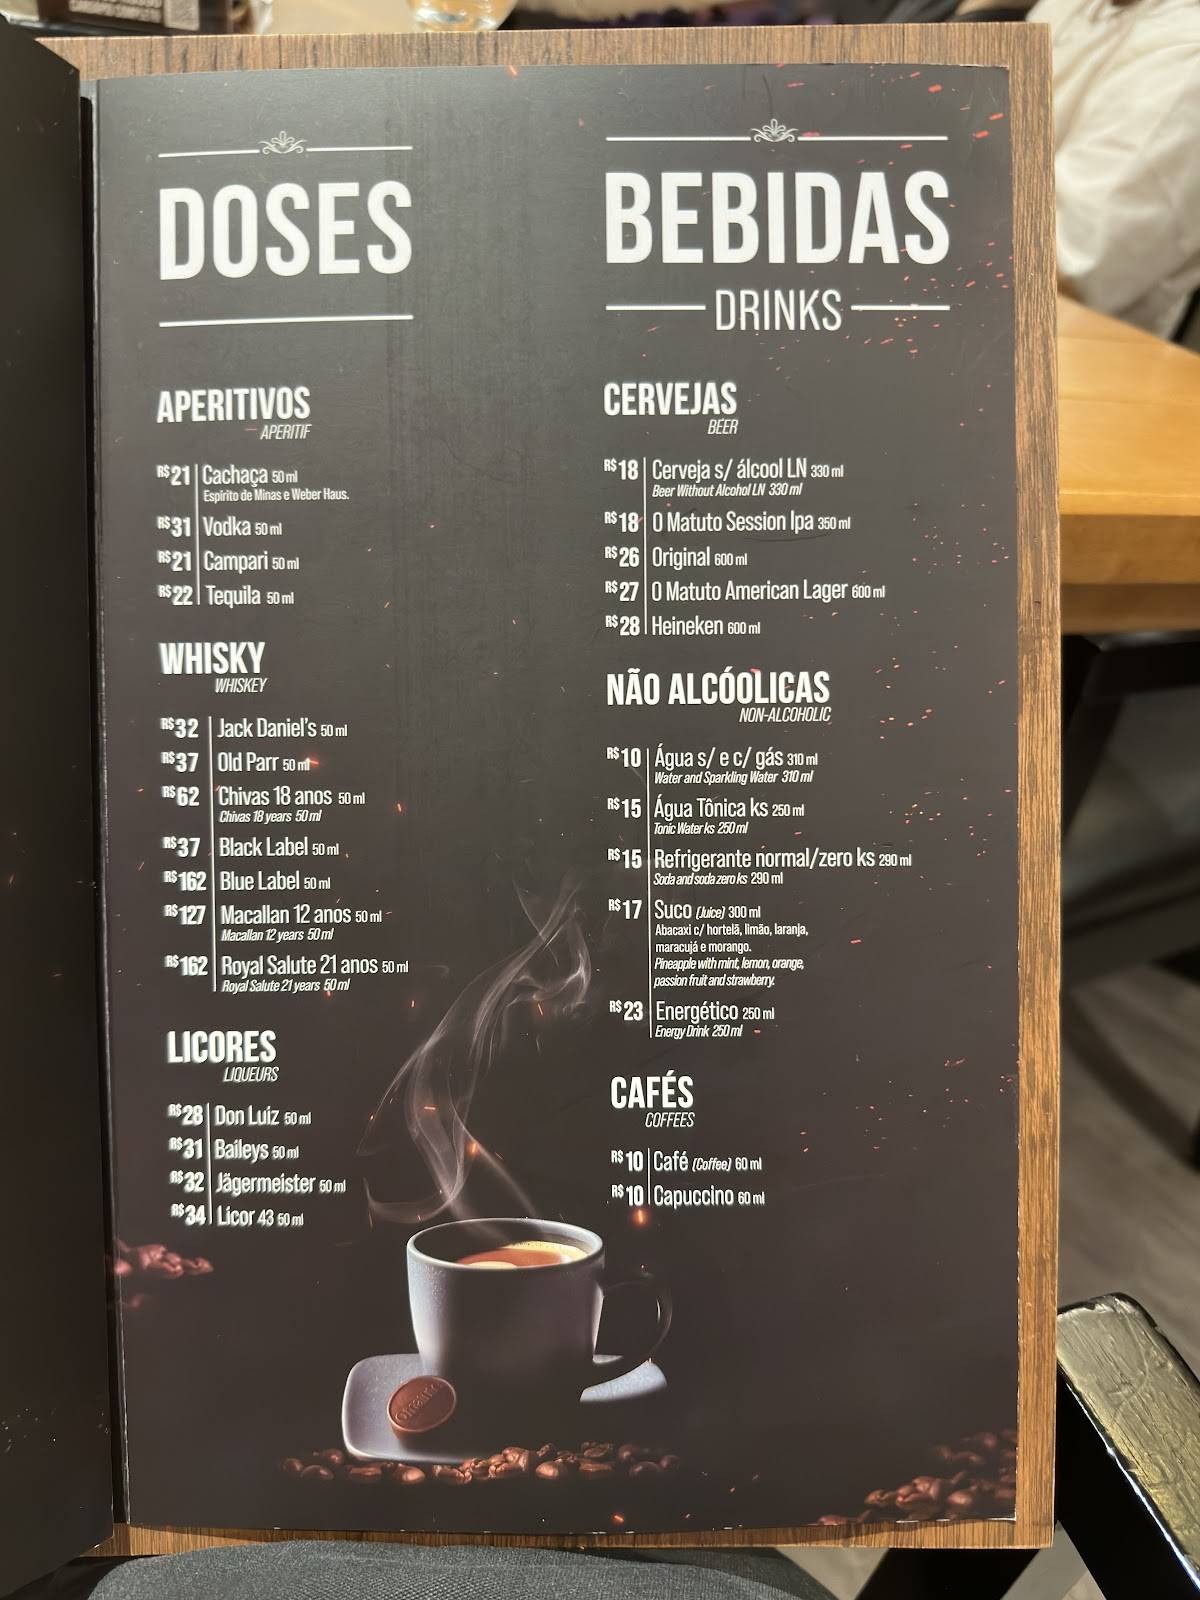 DOSES
APERITIVOS
APERITIF
R$21 Cachaça 50 ml
Espírito de Minas e Weber Haus.
R$31 Vodka 50 ml
R$21 Campari 50 ml
R$22 Tequila 50 ml
WHISKY
WHISKEY
R$32 Jack Daniel's 50 ml
R$37 Old Parr 50 ml
R$62 Chivas 18 anos 50 ml
Chivas 18 years 50 ml
R$37 Black Label 50 ml
R$162 Blue Label 50 ml
R$127 Macallan 12 anos 50 ml
Macallan 12 years 50 ml
R$162 Royal Salute 21 anos 50 ml
Royal Salute 21 years 50 ml
LICORES
LIQUEURS
R$28 Don Luiz 50 ml
R$31 Baileys 50 ml
R$32 Jägermeister 50 ml
R$34 Licor 43 50 ml
BEBIDAS
DRINKS
CERVEJAS
BEER
R$18 Cerveja s/ álcool LN 330 ml
Beer Without Alcohol LN 330 ml
R$18 O Matuto Session Ipa 350 ml
R$26 Original 600 ml
R$27 O Matuto American Lager 600 ml
R$28 Heineken 600 ml
NÃO ALCÓOLICAS
NON-ALCOHOLIC
R$10 Água s/ e c/ gás 310 ml
Water and Sparkling Water 310 ml
R$15 Água Tônica ks 250 ml
Tonic Water ks 250 ml
R$15 Refrigerante normal/zero ks 290 ml
Soda and soda zero ks 290 ml
R$17 Suco (Juice) 300 ml
Abacaxi c/ hortelã, limão, laranja,
maracujá e morango.
Pineapple with mint, lemon, orange,
passion fruit and strawberry.
R$23 Energético 250 ml
Energy Drink 250 ml
CAFÉS
COFFEES
R$10 Café (Coffee) 60 ml
R$10 Capuccino 60 ml